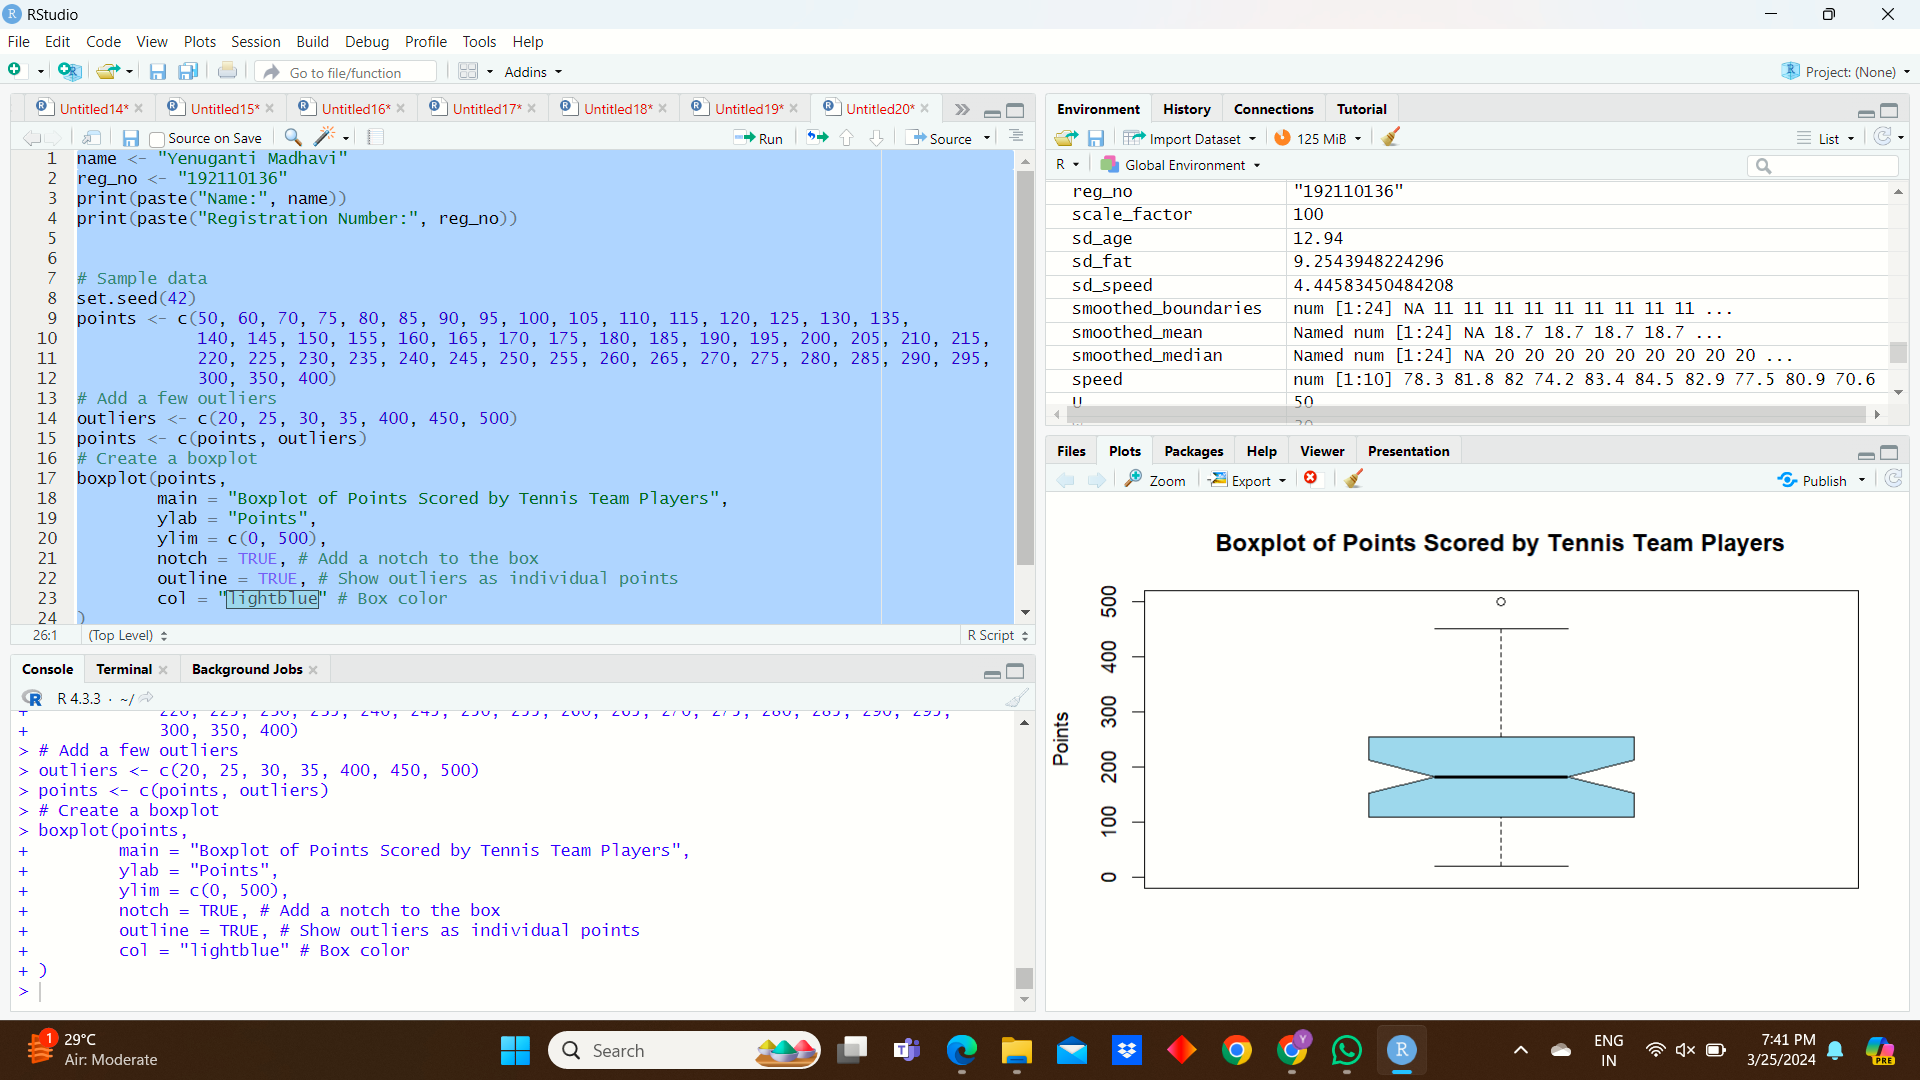 RStudio
File Edit Code View Plots Session Build Debug Profile Tools Help
Go to file/function Addins Project: (None)
Untitled14* Untitled15* Untitled16* Untitled17* Untitled18* Untitled19* Untitled20*
Source on Save Run Source
1 name <- "Yenuganti Madhavi"
2 reg_no <- "192110136"
3 print(paste("Name:", name))
4 print(paste("Registration Number:", reg_no))
5
6
7 # Sample data
8 set.seed(42)
9 points <- c(50, 60, 70, 75, 80, 85, 90, 95, 100, 105, 110, 115, 120, 125, 130, 135,
10 140, 145, 150, 155, 160, 165, 170, 175, 180, 185, 190, 195, 200, 205, 210, 215,
11 220, 225, 230, 235, 240, 245, 250, 255, 260, 265, 270, 275, 280, 285, 290, 295,
12 300, 350, 400)
13 # Add a few outliers
14 outliers <- c(20, 25, 30, 35, 400, 450, 500)
15 points <- c(points, outliers)
16 # Create a boxplot
17 boxplot(points,
18 main = "Boxplot of Points Scored by Tennis Team Players",
19 ylab = "Points",
20 ylim = c(0, 500),
21 notch = TRUE, # Add a notch to the box
22 outline = TRUE, # Show outliers as individual points
23 col = "lightblue" # Box color
24 )
26:1 (Top Level) R Script
Console Terminal Background Jobs
R 4.3.3 · ~/
+ 220, 225, 230, 235, 240, 245, 250, 255, 260, 265, 270, 275, 280, 285, 290, 295,
+ 300, 350, 400)
> # Add a few outliers
> outliers <- c(20, 25, 30, 35, 400, 450, 500)
> points <- c(points, outliers)
> # Create a boxplot
> boxplot(points,
+ main = "Boxplot of Points Scored by Tennis Team Players",
+ ylab = "Points",
+ ylim = c(0, 500),
+ notch = TRUE, # Add a notch to the box
+ outline = TRUE, # Show outliers as individual points
+ col = "lightblue" # Box color
+ )
>
Environment History Connections Tutorial
Import Dataset 125 MiB List
R Global Environment
reg_no "192110136"
scale_factor 100
sd_age 12.94
sd_fat 9.2543948224296
sd_speed 4.44583450484208
smoothed_boundaries num [1:24] NA 11 11 11 11 11 11 11 11 11 ...
smoothed_mean Named num [1:24] NA 18.7 18.7 18.7 18.7 ...
smoothed_median Named num [1:24] NA 20 20 20 20 20 20 20 20 20 ...
speed num [1:10] 78.3 81.8 82 74.2 83.4 84.5 82.9 77.5 80.9 70.6
50
Files Plots Packages Help Viewer Presentation
Zoom Export Publish
Boxplot of Points Scored by Tennis Team Players
Points
500
400
300
200
100
0
1
29°C
Air: Moderate
Search
Y
R
PRE
ENG
IN
7:41 PM
3/25/2024